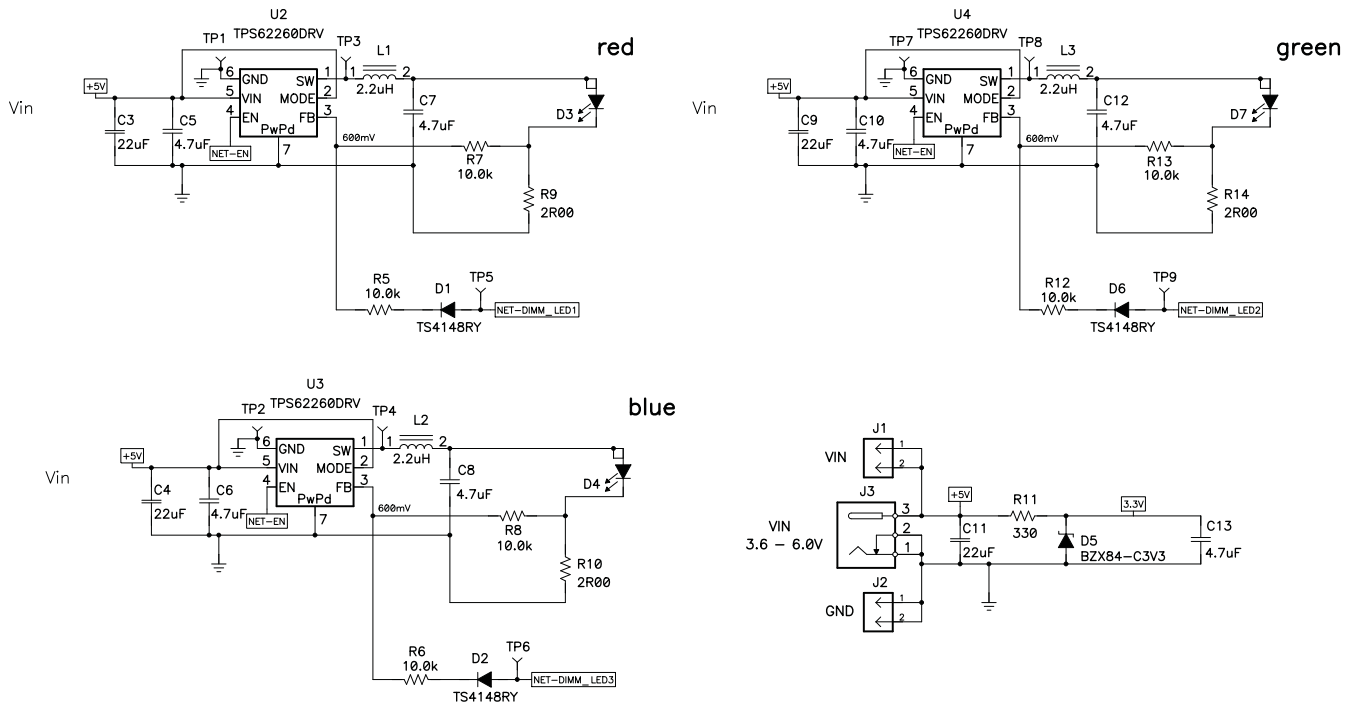 U2
TPS62260DRV
TP1
TP3
L1
red
2.2uH
1
2
+5V
Vin
6
GND
SW
1
5
VIN
MODE
2
4
EN
FB
3
PwPd
7
NET-EN
C3
22uF
C5
4.7uF
C7
4.7uF
D3
600mV
R7
10.0k
R9
2R00
R5
10.0k
D1
TS4148RY
TP5
NET-DIMM_LED1
U4
TPS62260DRV
TP7
TP8
L3
green
2.2uH
1
2
+5V
Vin
6
GND
SW
1
5
VIN
MODE
2
4
EN
FB
3
PwPd
7
NET-EN
C9
22uF
C10
4.7uF
C12
4.7uF
D7
600mV
R13
10.0k
R14
2R00
R12
10.0k
D6
TS4148RY
TP9
NET-DIMM_LED2
U3
TPS62260DRV
TP2
TP4
L2
blue
2.2uH
1
2
+5V
Vin
6
GND
SW
1
5
VIN
MODE
2
4
EN
FB
3
PwPd
7
NET-EN
C4
22uF
C6
4.7uF
C8
4.7uF
D4
600mV
R8
10.0k
R10
2R00
R6
10.0k
D2
TS4148RY
TP6
NET-DIMM_LED3
J1
VIN
1
2
J3
VIN
3.6 - 6.0V
3
2
1
+5V
C11
22uF
R11
330
3.3V
D5
BZX84-C3V3
C13
4.7uF
J2
GND
1
2